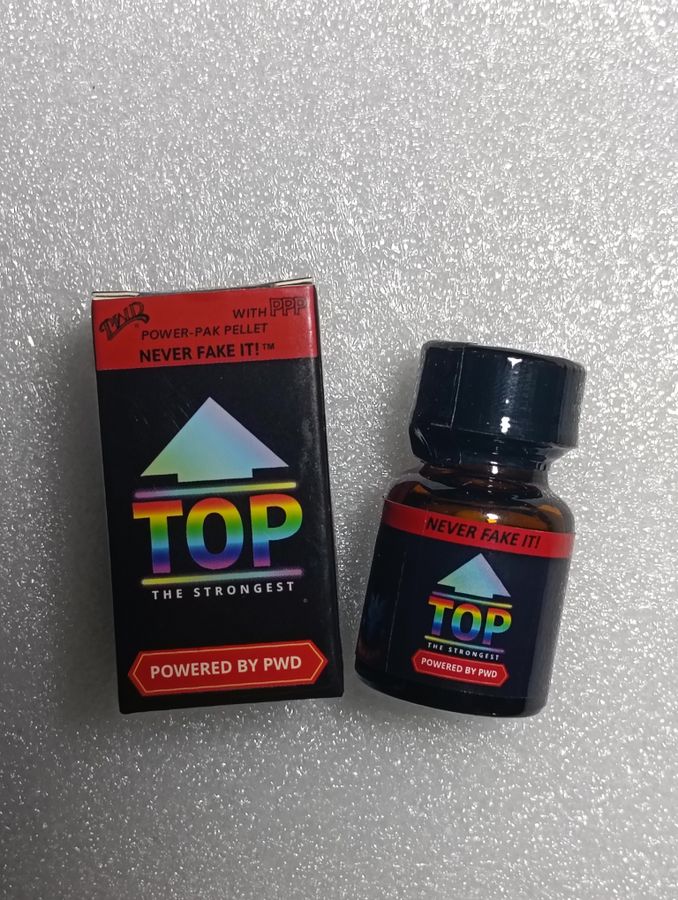 PWD
WITH PPP
POWER-PAK PELLET
NEVER FAKE IT!™
TOP
THE STRONGEST
POWERED BY PWD
NEVER FAKE IT!
TOP
THE STRONGEST
POWERED BY PWD